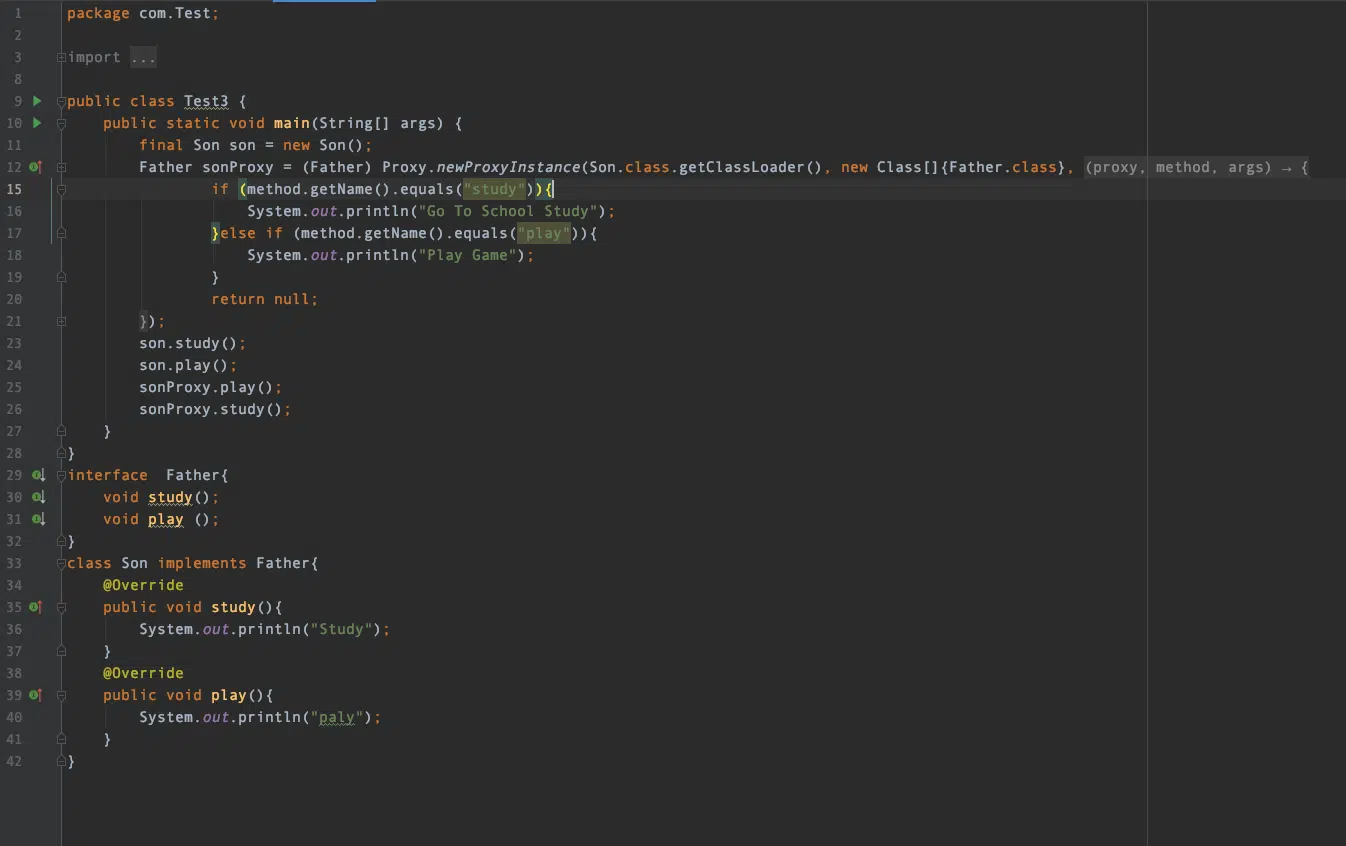 1 package com.Test;
2
3 import ...
8
9 public class Test3 {
10     public static void main(String[] args) {
11         final Son son = new Son();
12         Father sonProxy = (Father) Proxy.newProxyInstance(Son.class.getClassLoader(), new Class[]{Father.class}, (proxy, method, args) → {
15                 if (method.getName().equals("study")){
16                     System.out.println("Go To School Study");
17                 }else if (method.getName().equals("play")){
18                     System.out.println("Play Game");
19                 }
20                 return null;
21         });
23         son.study();
24         son.play();
25         sonProxy.play();
26         sonProxy.study();
27     }
28 }
29 interface  Father{
30     void study();
31     void play ();
32 }
33 class Son implements Father{
34     @Override
35     public void study(){
36         System.out.println("Study");
37     }
38     @Override
39     public void play(){
40         System.out.println("paly");
41     }
42 }